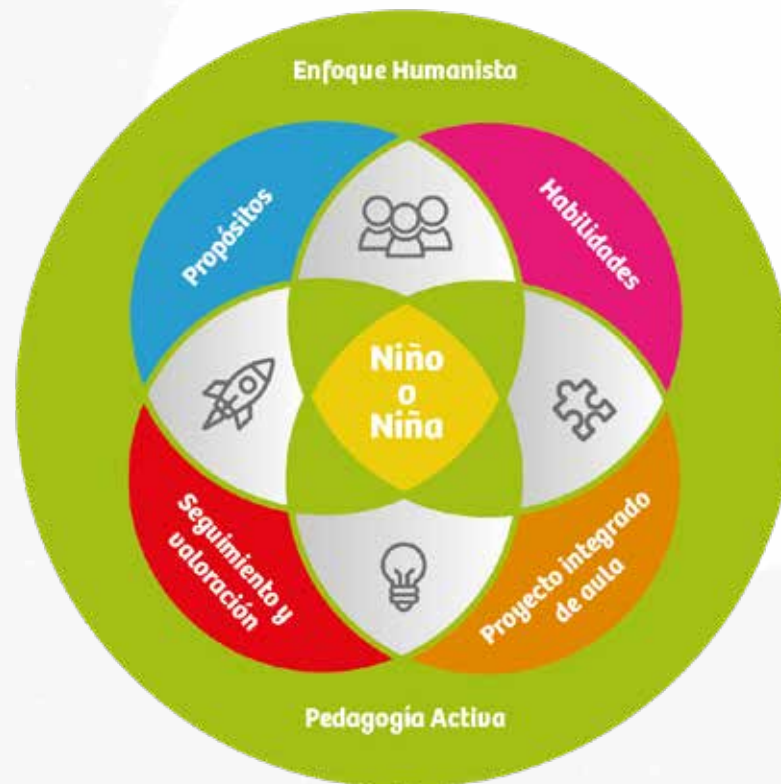 Enfoque Humanista
Propósitos
Habilidades
Niño
o
Niña
Seguimiento y
valoración
Proyecto integrado
de aula
Pedagogía Activa